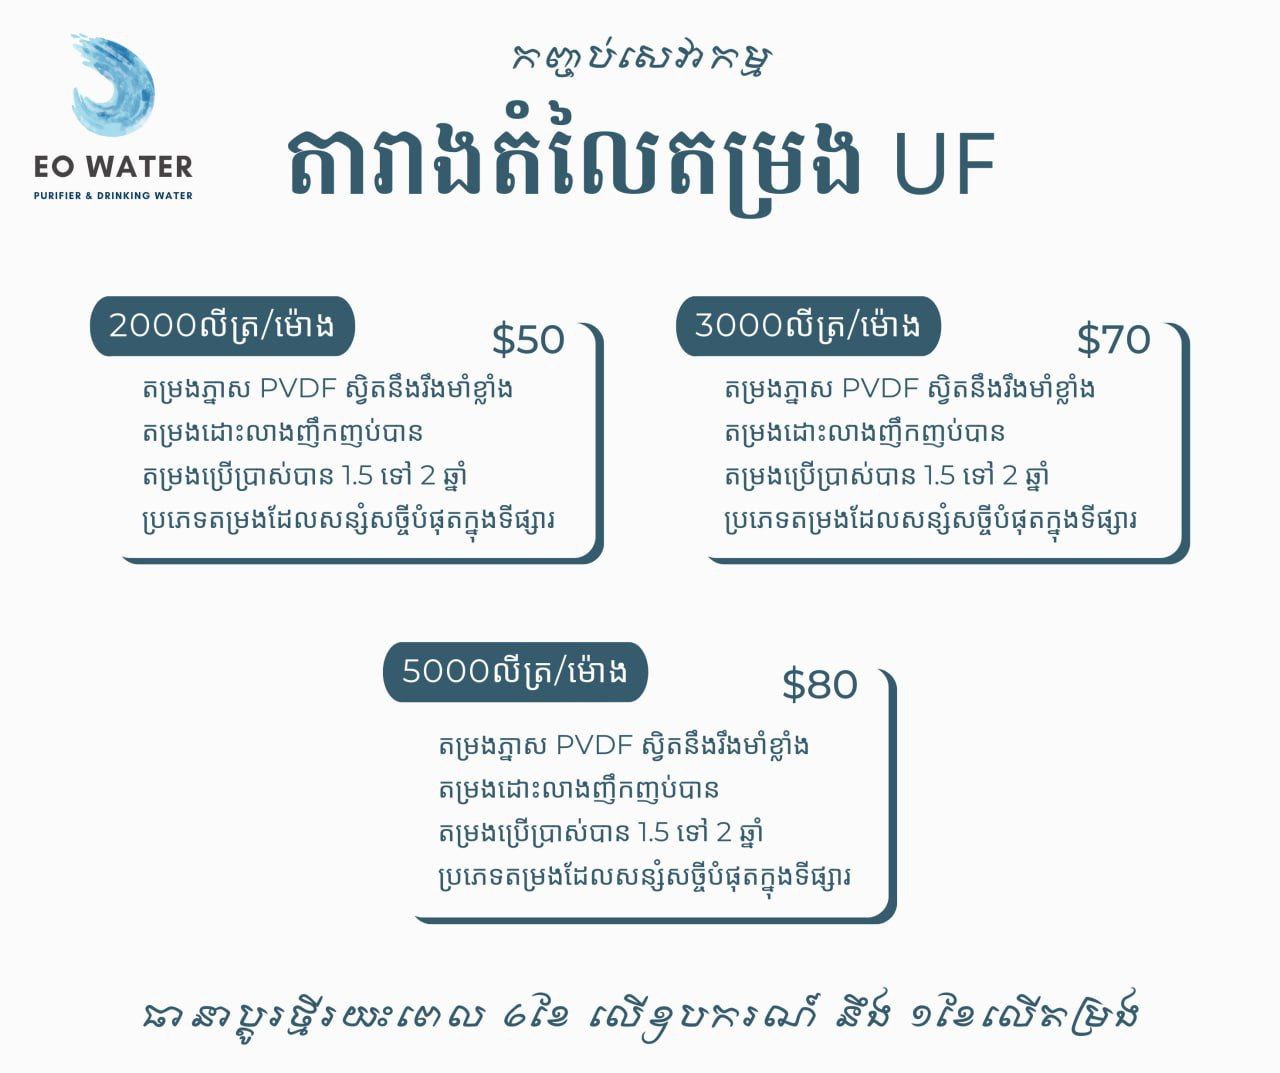 កញ្ចប់សេវាកម្ម
EO WATER
PURIFIER & DRINKING WATER
តារាងតំលៃតម្រង UF
2000លីត្រ/ម៉ោង
$50
តម្រងភ្នាស PVDF ស្វិតនឹងរឹងមាំខ្លាំង
តម្រងដោះលាងញឹកញប់បាន
តម្រងប្រើប្រាស់បាន 1.5 ទៅ 2 ឆ្នាំ
ប្រភេទតម្រងដែលសន្សំសច្ចីបំផុតក្នុងទីផ្សារ
3000លីត្រ/ម៉ោង
$70
តម្រងភ្នាស PVDF ស្វិតនឹងរឹងមាំខ្លាំង
តម្រងដោះលាងញឹកញប់បាន
តម្រងប្រើប្រាស់បាន 1.5 ទៅ 2 ឆ្នាំ
ប្រភេទតម្រងដែលសន្សំសច្ចីបំផុតក្នុងទីផ្សារ
5000លីត្រ/ម៉ោង
$80
តម្រងភ្នាស PVDF ស្វិតនឹងរឹងមាំខ្លាំង
តម្រងដោះលាងញឹកញប់បាន
តម្រងប្រើប្រាស់បាន 1.5 ទៅ 2 ឆ្នាំ
ប្រភេទតម្រងដែលសន្សំសច្ចីបំផុតក្នុងទីផ្សារ
ធានាប្ដូរថ្មីរយះពេល ៦ខែ លើឧបករណ៍ នឹង ១ខែលើតម្រង